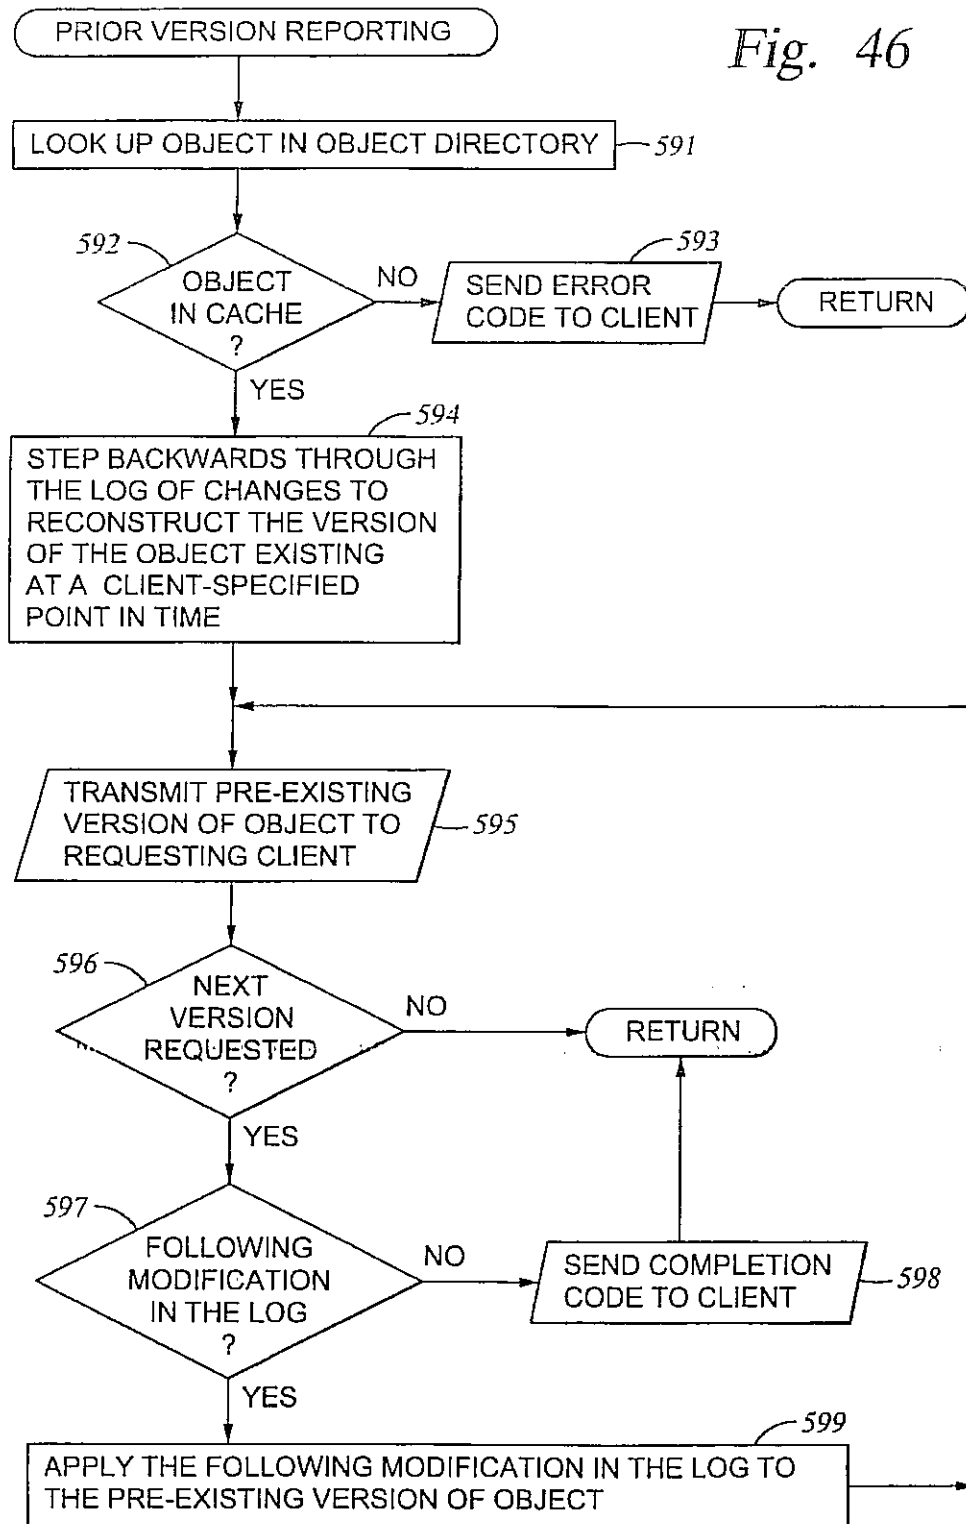 PRIOR VERSION REPORTING
Fig. 46
LOOK UP OBJECT IN OBJECT DIRECTORY
591
592
OBJECT
IN CACHE
?
NO
593
SEND ERROR
CODE TO CLIENT
RETURN
YES
594
STEP BACKWARDS THROUGH
THE LOG OF CHANGES TO
RECONSTRUCT THE VERSION
OF THE OBJECT EXISTING
AT A CLIENT-SPECIFIED
POINT IN TIME
TRANSMIT PRE-EXISTING
VERSION OF OBJECT TO
REQUESTING CLIENT
595
596
NEXT
VERSION
REQUESTED
?
NO
RETURN
YES
597
FOLLOWING
MODIFICATION
IN THE LOG
?
NO
SEND COMPLETION
CODE TO CLIENT
598
YES
599
APPLY THE FOLLOWING MODIFICATION IN THE LOG TO
THE PRE-EXISTING VERSION OF OBJECT